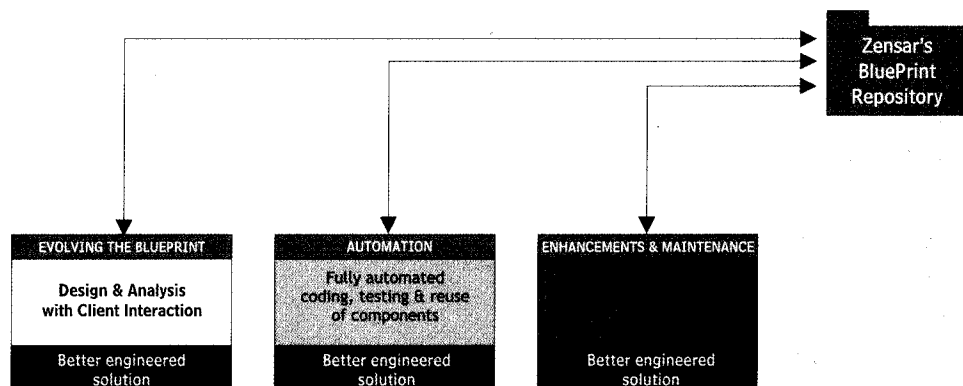 Zensar's
BluePrint
Repository
EVOLVING THE BLUEPRINT
Design & Analysis
with Client Interaction
Better engineered
solution
AUTOMATION
Fully automated
coding, testing & reuse
of components
Better engineered
solution
ENHANCEMENTS & MAINTENANCE
Better engineered
solution